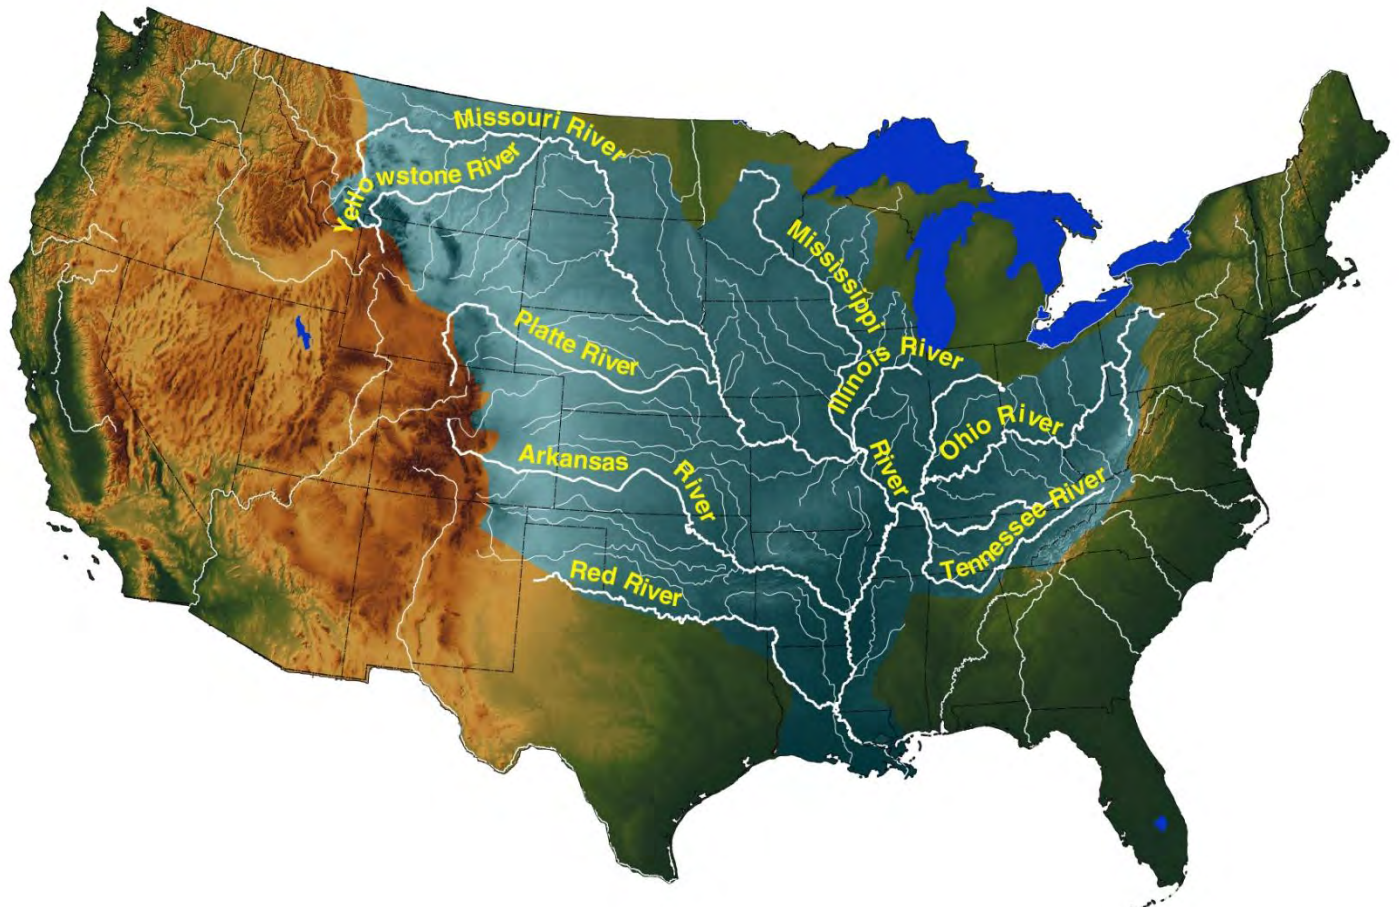 Missouri River
Yellowstone River
Mississippi
River
Platte River
Illinois River
Ohio River
Arkansas
River
Tennessee River
Red River